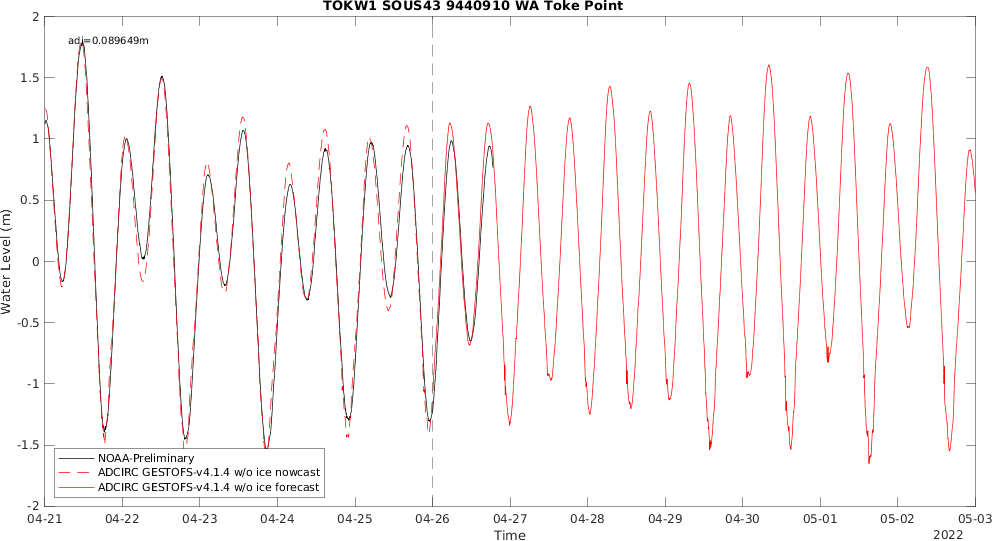 TOKW1 SOUS43 9440910 WA Toke Point
adj=0.089649m
Water Level (m)
2
1.5
1
0.5
0
-0.5
-1
-1.5
-2
NOAA-Preliminary
ADCIRC GESTOFS-v4.1.4 w/o ice nowcast
ADCIRC GESTOFS-v4.1.4 w/o ice forecast
04-21 04-22 04-23 04-24 04-25 04-26 04-27 04-28 04-29 04-30 05-01 05-02 05-03
Time
2022